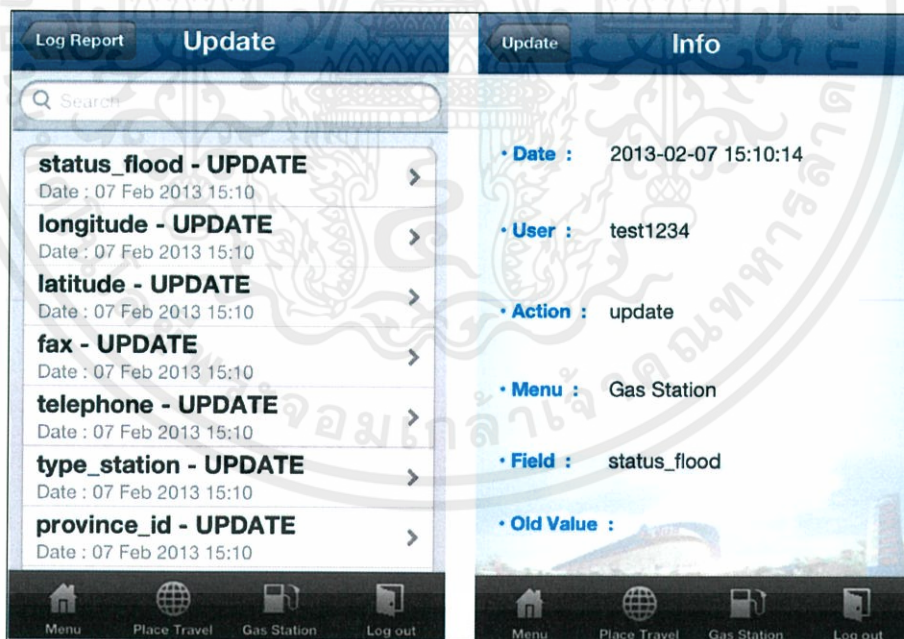 Log Report Update
Search
status_flood - UPDATE
Date : 07 Feb 2013 15:10
longitude - UPDATE
Date : 07 Feb 2013 15:10
latitude - UPDATE
Date : 07 Feb 2013 15:10
fax - UPDATE
Date : 07 Feb 2013 15:10
telephone - UPDATE
Date : 07 Feb 2013 15:10
type_station - UPDATE
Date : 07 Feb 2013 15:10
province_id - UPDATE
Date : 07 Feb 2013 15:10
Menu Place Travel Gas Station Log out
Update Info
• Date : 2013-02-07 15:10:14
• User : test1234
• Action : update
• Menu : Gas Station
• Field : status_flood
• Old Value :
Menu Place Travel Gas Station Log out